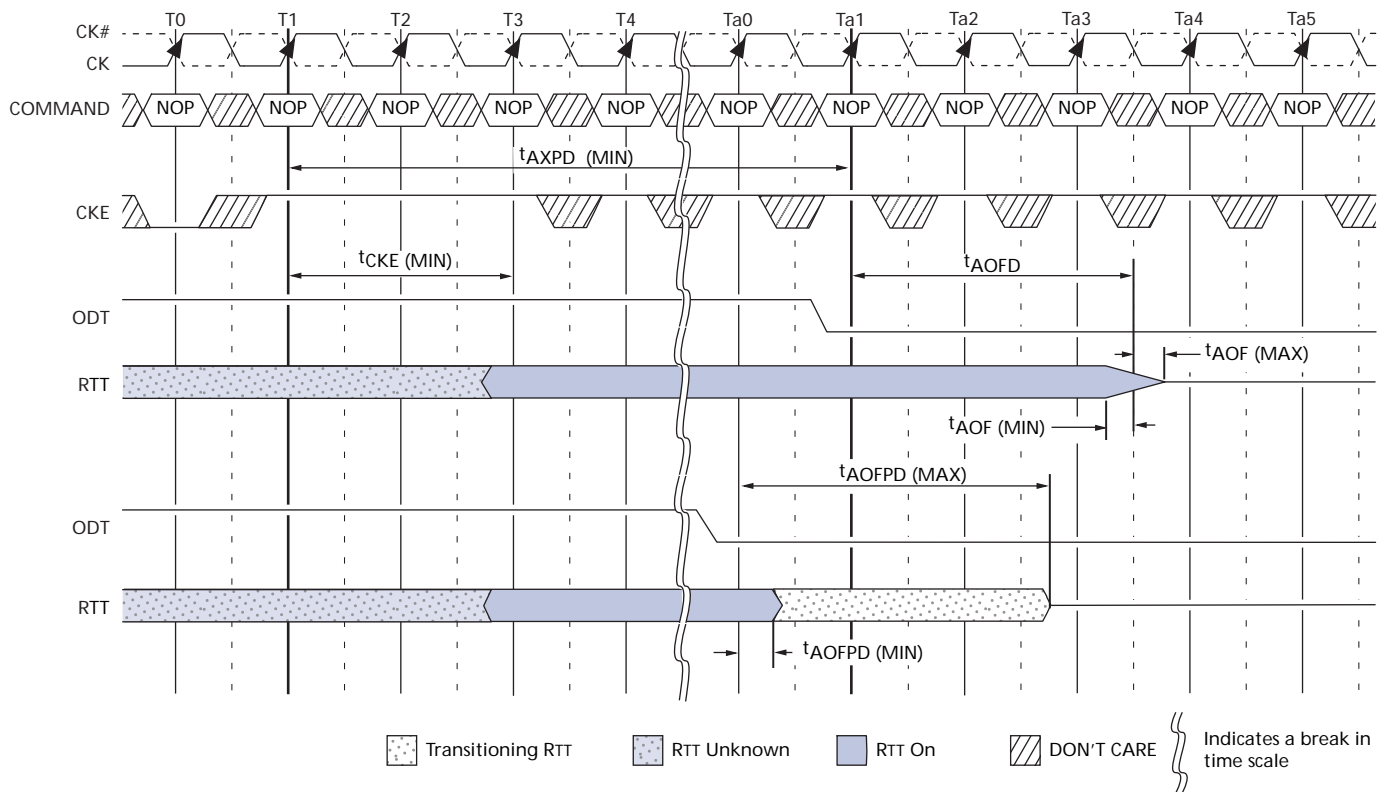 T0 T1 T2 T3 T4 Ta0 Ta1 Ta2 Ta3 Ta4 Ta5
CK#
CK
COMMAND NOP NOP NOP NOP NOP NOP NOP NOP NOP NOP NOP
tAXPD (MIN)
CKE
tCKE (MIN) tAOFD
ODT
tAOF (MAX)
RTT
tAOF (MIN)
tAOFPD (MAX)
ODT
RTT
tAOFPD (MIN)
Transitioning RTT RTT Unknown RTT On DON'T CARE Indicates a break in
time scale